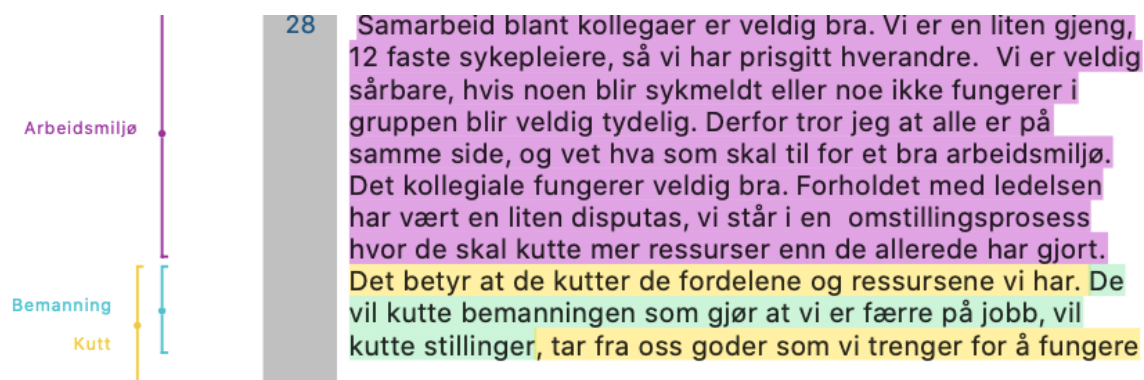 28 Samarbeid blant kollegaer er veldig bra. Vi er en liten gjeng,
12 faste sykepleiere, så vi har prisgitt hverandre.  Vi er veldig
sårbare, hvis noen blir sykmeldt eller noe ikke fungerer i
gruppen blir veldig tydelig. Derfor tror jeg at alle er på
Arbeidsmiljø
samme side, og vet hva som skal til for et bra arbeidsmiljø.
Det kollegiale fungerer veldig bra. Forholdet med ledelsen
har vært en liten disputas, vi står i en  omstillingsprosess
hvor de skal kutte mer ressurser enn de allerede har gjort.
Det betyr at de kutter de fordelene og ressursene vi har. De
Bemanning
vil kutte bemanningen som gjør at vi er færre på jobb, vil
Kutt
kutte stillinger, tar fra oss goder som vi trenger for å fungere